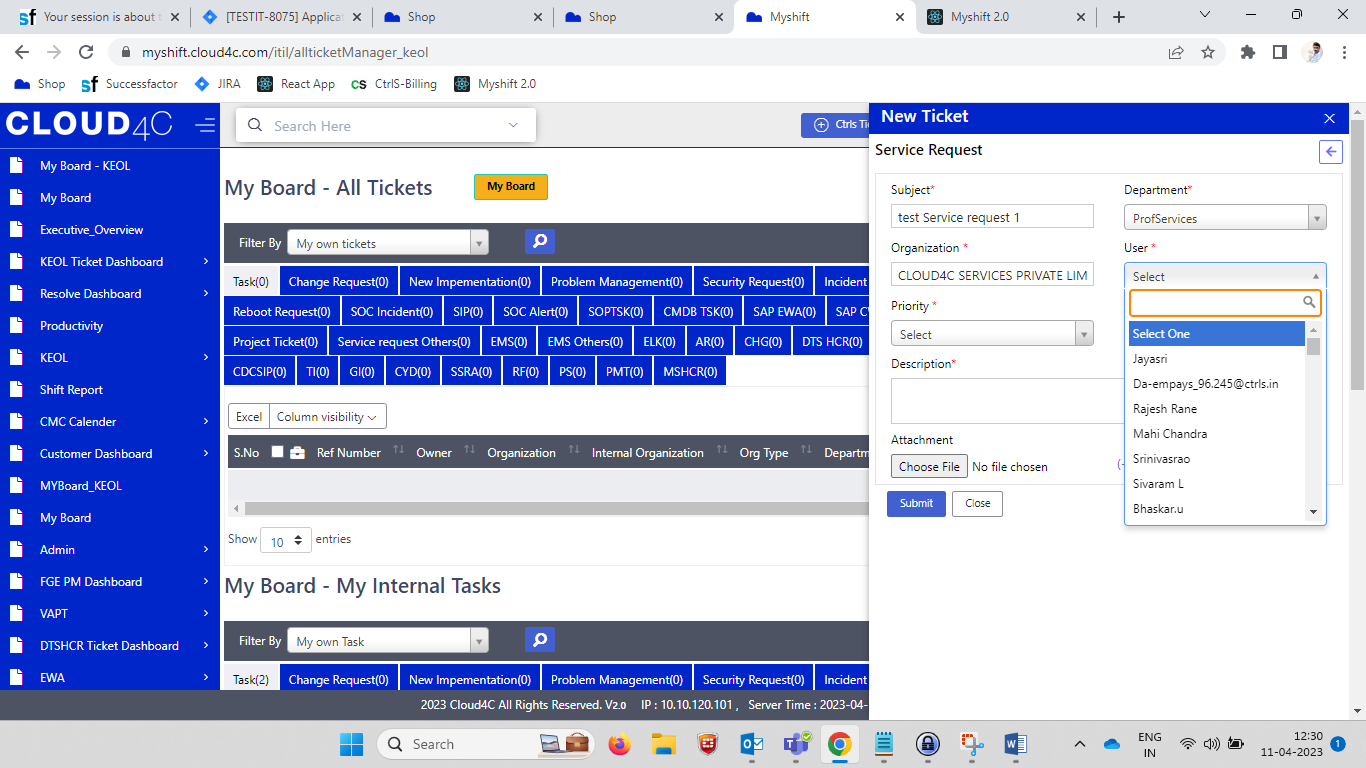 Your session is about t
[TESTIT-8075] Applicat
Shop
Shop
Myshift
Myshift 2.0
myshift.cloud4c.com/itil/allticketManager_keol
Shop
Successfactor
JIRA
React App
CtrlS-Billing
Myshift 2.0
CLOUD4C
My Board - KEOL
My Board
Executive_Overview
KEOL Ticket Dashboard
Resolve Dashboard
Productivity
KEOL
Shift Report
CMC Calender
Customer Dashboard
MYBoard_KEOL
My Board
Admin
FGE PM Dashboard
VAPT
DTSHCR Ticket Dashboard
EWA
Search Here
Ctrls Ti
My Board - All Tickets
My Board
Filter By
My own tickets
Task(0)
Change Request(0)
New Impementation(0)
Problem Management(0)
Security Request(0)
Incident
Reboot Request(0)
SOC Incident(0)
SIP(0)
SOC Alert(0)
SOPTSK(0)
CMDB TSK(0)
SAP EWA(0)
SAP C
Project Ticket(0)
Service request Others(0)
EMS(0)
EMS Others(0)
ELK(0)
AR(0)
CHG(0)
DTS HCR(0)
CDCSIP(0)
TI(0)
GI(0)
CYD(0)
SSRA(0)
RF(0)
PS(0)
PMT(0)
MSHCR(0)
Excel
Column visibility
S.No
Ref Number
Owner
Organization
Internal Organization
Org Type
Departm
Show 10 entries
My Board - My Internal Tasks
Filter By
My own Task
Task(2)
Change Request(0)
New Impementation(0)
Problem Management(0)
Security Request(0)
Incident
2023 Cloud4C All Rights Reserved. V2.0 IP : 10.10.120.101 , Server Time : 2023-04-
New Ticket
Service Request
Subject*
test Service request 1
Department*
ProfServices
Organization *
CLOUD4C SERVICES PRIVATE LIM
User *
Select
Priority *
Select
Select One
Jayasri
Da-empays_96.245@ctrls.in
Rajesh Rane
Mahi Chandra
Srinivasrao
Sivaram L
Bhaskar.u
Description*
Attachment
Choose File
No file chosen
Submit
Close
Search
ENG
IN
12:30
11-04-2023
1